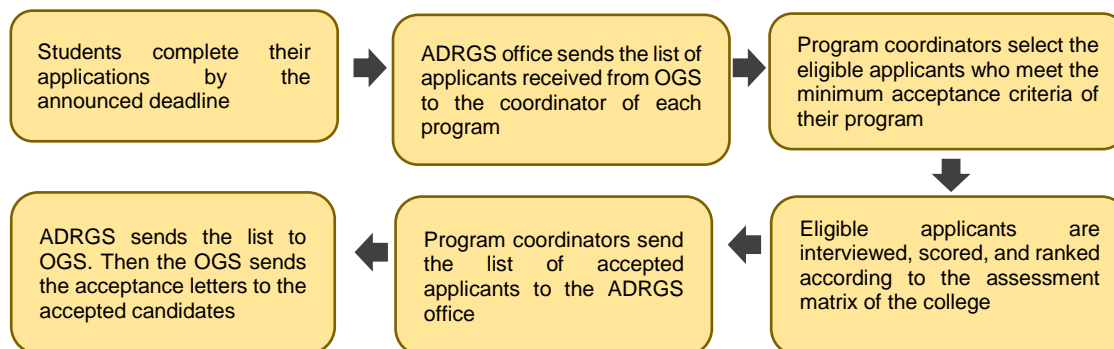 Students complete their
applications by the
announced deadline
ADRGS office sends the list of
applicants received from OGS
to the coordinator of each
program
Program coordinators select the
eligible applicants who meet the
minimum acceptance criteria of
their program
Eligible applicants are
interviewed, scored, and ranked
according to the assessment
matrix of the college
Program coordinators send
the list of accepted
applicants to the ADRGS
office
ADRGS sends the list to
OGS. Then the OGS sends
the acceptance letters to the
accepted candidates